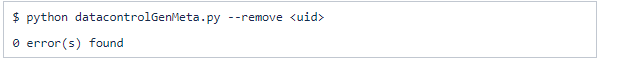 $ python datacontrolGenMeta.py --remove <uid>
0 error(s) found